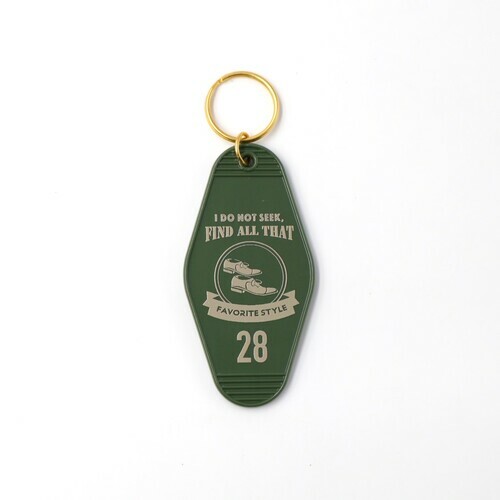 I DO NOT SEEK,
FIND ALL THAT
FAVORITE STYLE
28